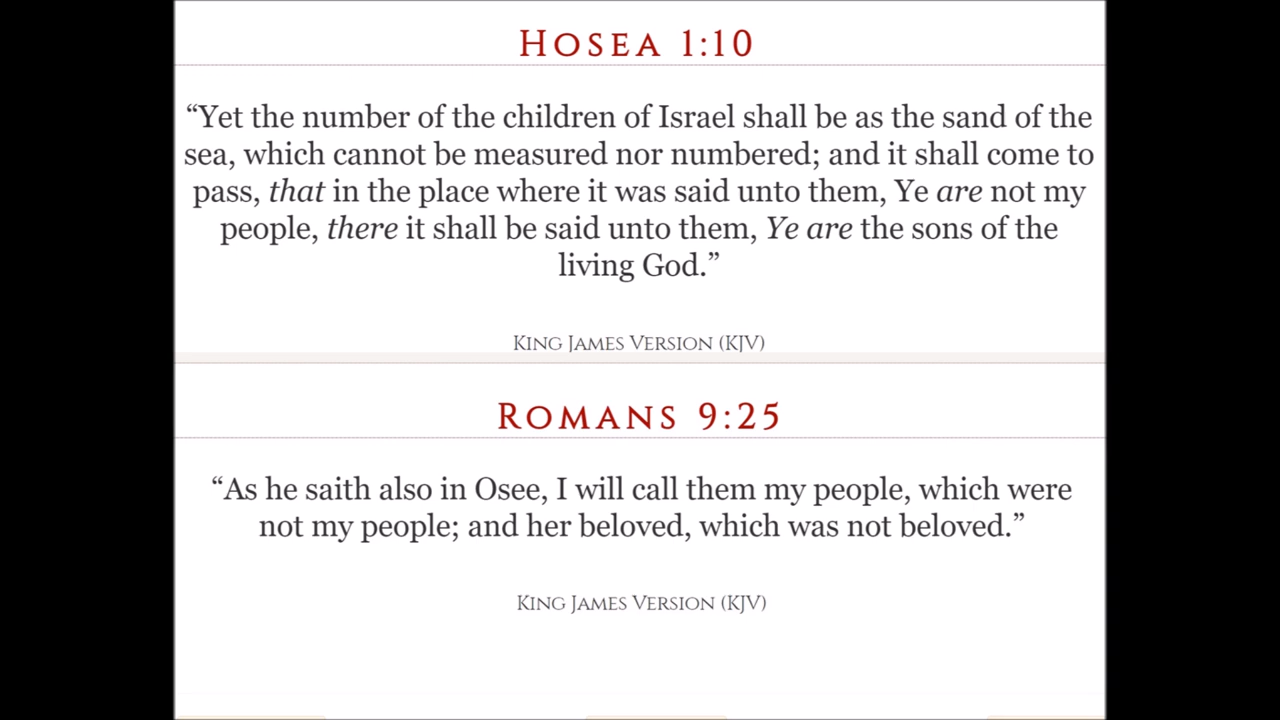 Hosea 1:10
“Yet the number of the children of Israel shall be as the sand of the
sea, which cannot be measured nor numbered; and it shall come to
pass, that in the place where it was said unto them, Ye are not my
people, there it shall be said unto them, Ye are the sons of the
living God.”
King James Version (KJV)
Romans 9:25
“As he saith also in Osee, I will call them my people, which were
not my people; and her beloved, which was not beloved.”
King James Version (KJV)